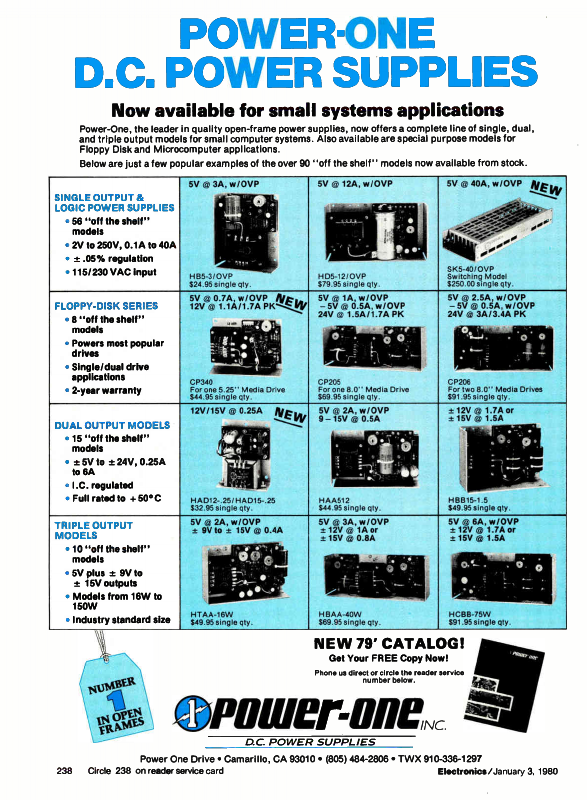 POWER-ONE
D.C. POWER SUPPLIES
Now available for small systems applications
Power-One, the leader in quality open-frame power supplies, now offers a complete line of single, dual,
and triple output models for small computer systems. Also available are special purpose models for
Floppy Disk and Microcomputer applications.
Below are just a few popular examples of the over 90 "off the shelf" models now available from stock.
SINGLE OUTPUT &
LOGIC POWER SUPPLIES
• 56 "off the shelf"
models
• 2V to 250V, 0.1A to 40A
• ± .05% regulation
• 115/230 VAC input
5V @ 3A, w/OVP
HB5-3/OVP
$24.95 single qty.
5V @ 12A, w/OVP
HD5-12/OVP
$79.95 single qty.
5V @ 40A, w/OVP
NEW
SK5-40/OVP
Switching Model
$250.00 single qty.
FLOPPY-DISK SERIES
• 8 "off the shelf"
models
• Powers most popular
drives
• Single/dual drive
applications
• 2-year warranty
5V @ 0.7A, w/OVP
12V @ 1.1A/1.7A PK
NEW
CP340
For one 5.25" Media Drive
$44.95 single qty.
5V @ 1A, w/OVP
– 5V @ 0.5A, w/OVP
24V @ 1.5A/1.7A PK
CP205
For one 8.0" Media Drive
$69.95 single qty.
5V @ 2.5A, w/OVP
– 5V @ 0.5A, w/OVP
24V @ 3A/3.4A PK
CP206
For two 8.0" Media Drives
$91.95 single qty.
DUAL OUTPUT MODELS
• 15 "off the shelf"
models
• ± 5V to ± 24V, 0.25A
to 6A
• I.C. regulated
• Full rated to + 50°C
12V/15V @ 0.25A
NEW
HAD12-.25/HAD15-.25
$32.95 single qty.
5V @ 2A, w/OVP
9 – 15V @ 0.5A
HAA512
$44.95 single qty.
± 12V @ 1.7A or
± 15V @ 1.5A
HBB15-1.5
$49.95 single qty.
TRIPLE OUTPUT
MODELS
• 10 "off the shelf"
models
• 5V plus ± 9V to
± 15V outputs
• Models from 16W to
150W
• Industry standard size
5V @ 2A, w/OVP
± 9V to ± 15V @ 0.4A
HTAA-16W
$49.95 single qty.
5V @ 3A, w/OVP
± 12V @ 1A or
± 15V @ 0.8A
HBAA-40W
$69.95 single qty.
5V @ 6A, w/OVP
± 12V @ 1.7A or
± 15V @ 1.5A
HCBB-75W
$91.95 single qty.
NUMBER
1
IN OPEN
FRAMES
NEW 79' CATALOG!
Get Your FREE Copy Now!
Phone us direct or circle the reader service
number below.
POWER-ONE
1 POWER-ONE INC.
D.C. POWER SUPPLIES
Power One Drive • Camarillo, CA 93010 • (805) 484-2806 • TWX 910-336-1297
238 Circle 238 on reader service card
Electronics/January 3, 1980